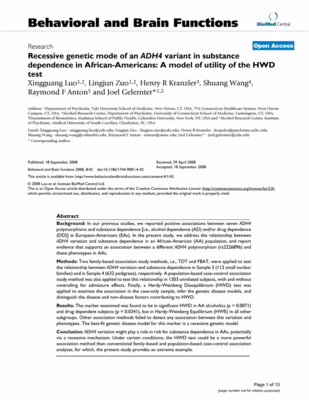 Behavioral and Brain Functions
BioMed Central
Research
Open Access
Recessive genetic mode of an ADH4 variant in substance
dependence in African-Americans: A model of utility of the HWD
test
Xingguang Luo1,2, Lingjun Zuo1,2, Henry R Kranzler3, Shuang Wang4,
Raymond F Anton5 and Joel Gelernter*1,2
Address: 1Department of Psychiatry, Yale University School of Medicine, New Haven, CT, USA, 2VA Connecticut Healthcare System, West Haven
Campus, CT, USA, 3Alcohol Research Center, Department of Psychiatry, University of Connecticut School of Medicine, Farmington, CT, USA,
4Department of Biostatistics, Mailman School of Public Health, Columbia University, New York, NY, USA and 5Alcohol Research Center, Institute
of Psychiatry, Medical University of South Carolina, Charleston, SC, USA
Email: Xingguang Luo - xingguang.luo@yale.edu; Lingjun Zuo - lingjun.zuo@yale.edu; Henry R Kranzler -
Shuang Wang - Raymond F Anton - Joel Gelernter* - joel.gelernter@yale.edu
* Corresponding author
Published: 18 September 2008
Received: 29 April 2008
Accepted: 18 September 2008
Behavioral and Brain Functions 2008, 4:42 doi:10.1186/1744-9081-4-42
This article is available from: http://www.behavioralandbrainfunctions.com/content/4/1/42
© 2008 Luo et al; licensee BioMed Central Ltd.
This is an Open Access article distributed under the terms of the Creative Commons Attribution License (http://creativecommons.org/licenses/by/2.0),
which permits unrestricted use, distribution, and reproduction in any medium, provided the original work is properly cited.
Abstract
Background: In our previous studies, we reported positive associations between seven ADH4
polymorphisms and substance dependence [i.e., alcohol dependence (AD) and/or drug dependence
(DD)] in European-Americans (EAs). In the present study, we address the relationship between
ADH4 variation and substance dependence in an African-American (AA) population, and report
evidence that supports an association between a different ADH4 polymorphism (rs2226896) and
these phenotypes in AAs.
Methods: Two family-based association study methods, i.e., TDT and FBAT, were applied to test
the relationship between ADH4 variation and substance dependence in Sample 3 (112 small nuclear
families) and in Sample 4 (632 pedigrees), respectively. A population-based case-control association
study method was also applied to test this relationship in 1303 unrelated subjects, with and without
controlling for admixture effects. Finally, a Hardy-Weinberg Disequilibrium (HWD) test was
applied to examine the association in the case-only sample, infer the genetic models, and
distinguish the disease and non-disease factors contributing to HWD.
Results: The marker examined was found to be in significant HWD in AA alcoholics (p = 0.0071)
and drug dependent subjects (p = 0.0341), but in Hardy-Weinberg Equilibrium (HWE) in all other
subgroups. Other association methods failed to detect any association between this variation and
phenotypes. The best-fit genetic disease model for this marker is a recessive genetic model.
Conclusion: ADH4 variation might play a role in risk for substance dependence in AAs, potentially
via a recessive mechanism. Under certain conditions, the HWD test could be a more powerful
association method than conventional family-based and population-based case-control association
analyses, for which, the present study provides an extreme example.
Page 1 of 13
(page number not for citation purposes)